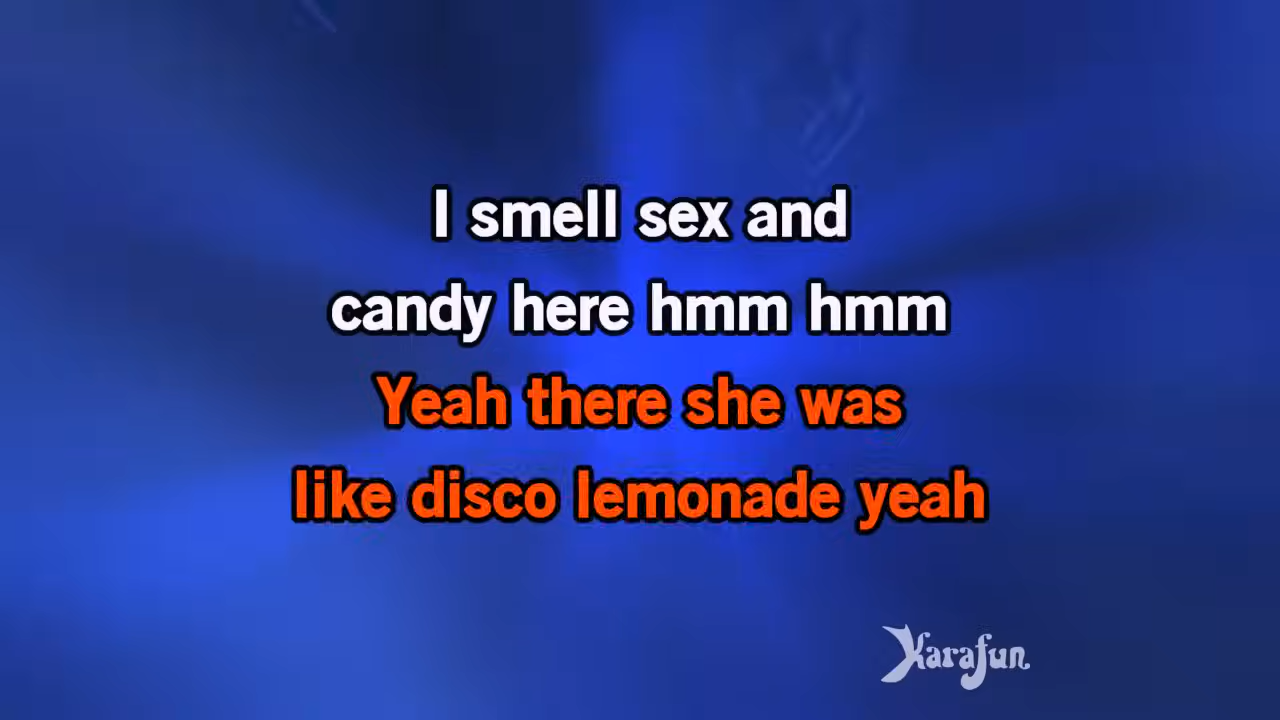 I smell sex and
candy here hmm hmm
Yeah there she was
like disco lemonade yeah
Karafun